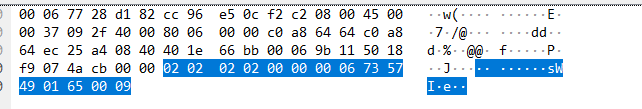 00 06 77 28 d1 82 cc 96 e5 0c f2 c2 08 00 45 00 ··w(···· ······E·
00 37 09 2f 40 00 80 06 00 00 c0 a8 64 64 c0 a8 ·7·/@··· ····dd··
64 ec 25 a4 08 40 40 1e 66 bb 00 06 9b 11 50 18 d·%··@@· f·····P·
f9 07 4a cb 00 00 02 02 02 02 00 00 00 06 73 57 ··J····· ······sW
49 01 65 00 09 I·e··